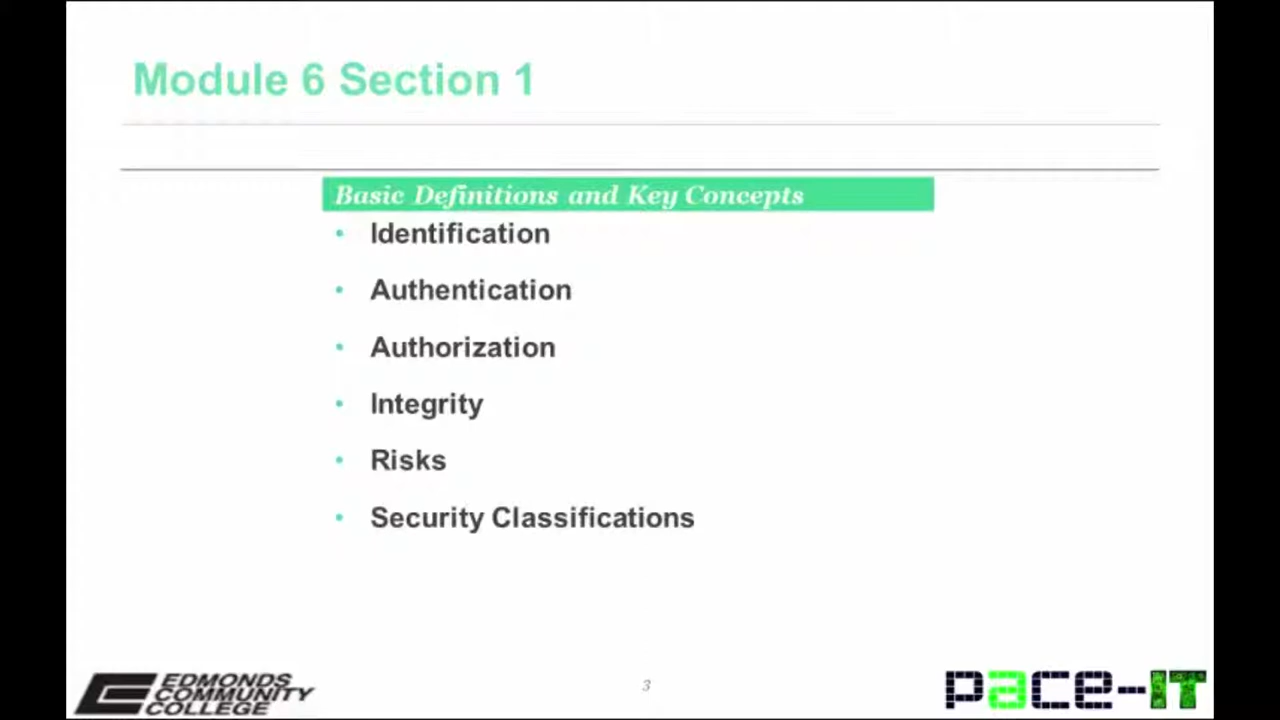 Module 6 Section 1
Basic Definitions and Key Concepts
• Identification
• Authentication
• Authorization
• Integrity
• Risks
• Security Classifications
EDMONDS
COMMUNITY
COLLEGE
3
pace-IT